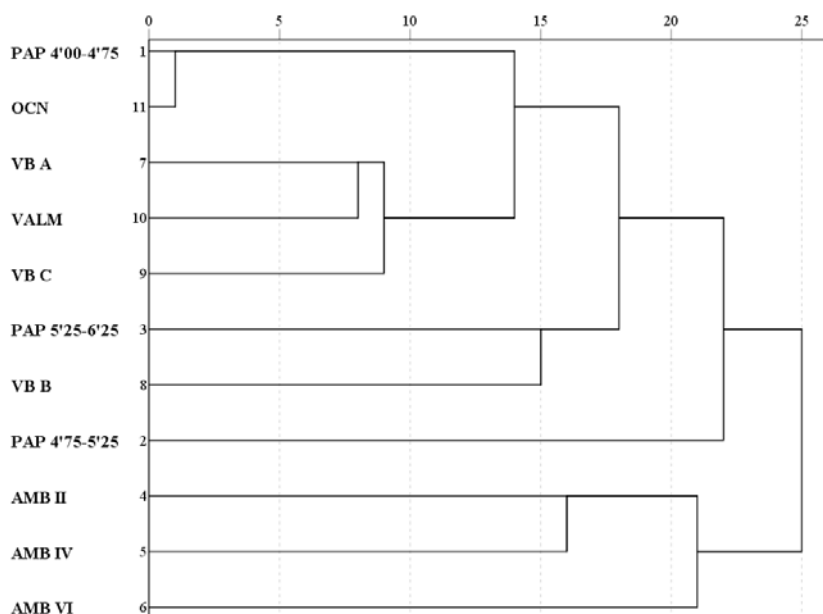 0 5 10 15 20 25
PAP 4'00-4'75 1
OCN 11
VB A 7
VALM 10
VB C 9
PAP 5'25-6'25 3
VB B 8
PAP 4'75-5'25 2
AMB II 4
AMB IV 5
AMB VI 6